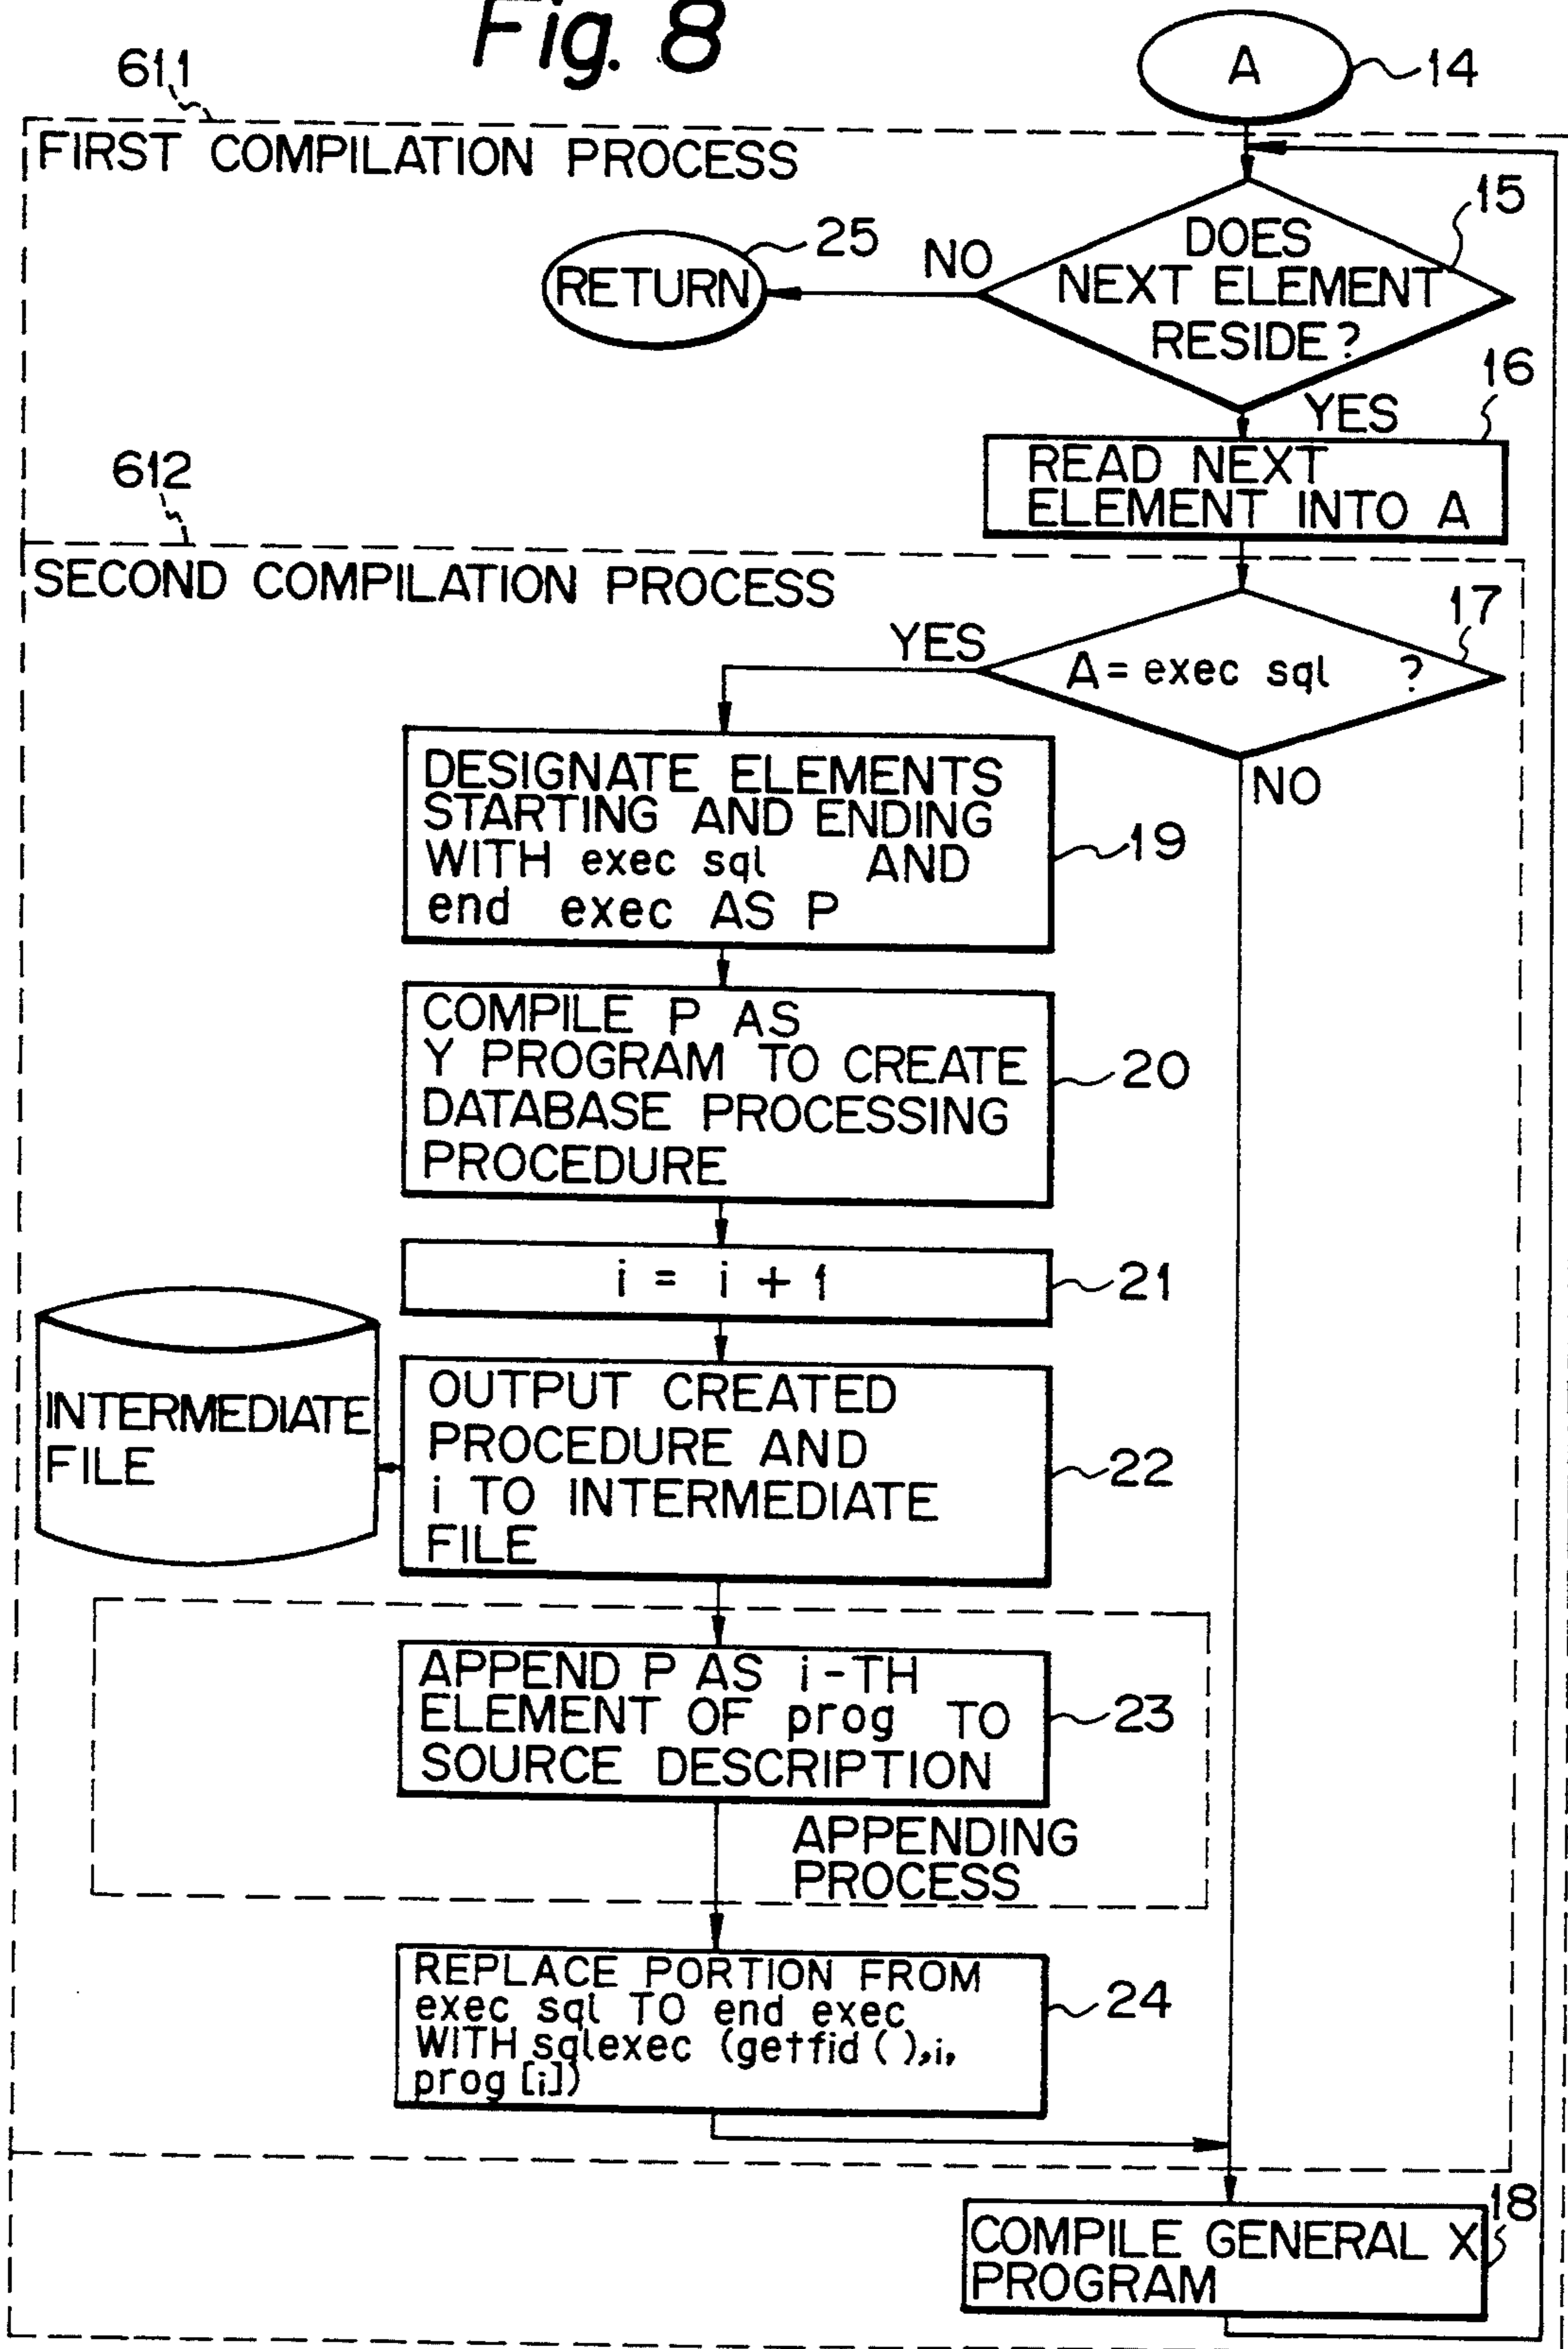 Fig. 8
A
14
611
FIRST COMPILATION PROCESS
15
DOES
NEXT ELEMENT
RESIDE?
NO
25
RETURN
YES
16
READ NEXT
ELEMENT INTO A
612
SECOND COMPILATION PROCESS
17
A = exec sql ?
YES
NO
DESIGNATE ELEMENTS
STARTING AND ENDING
WITH exec sql AND
end exec AS P
19
COMPILE P AS
Y PROGRAM TO CREATE
DATABASE PROCESSING
PROCEDURE
20
i = i + 1
21
INTERMEDIATE
FILE
OUTPUT CREATED
PROCEDURE AND
i TO INTERMEDIATE
FILE
22
APPEND P AS i-TH
ELEMENT OF prog TO
SOURCE DESCRIPTION
23
APPENDING
PROCESS
REPLACE PORTION FROM
exec sql TO end exec
WITH sqlexec (getfid ( ),i,
prog [i])
24
18
COMPILE GENERAL X
PROGRAM